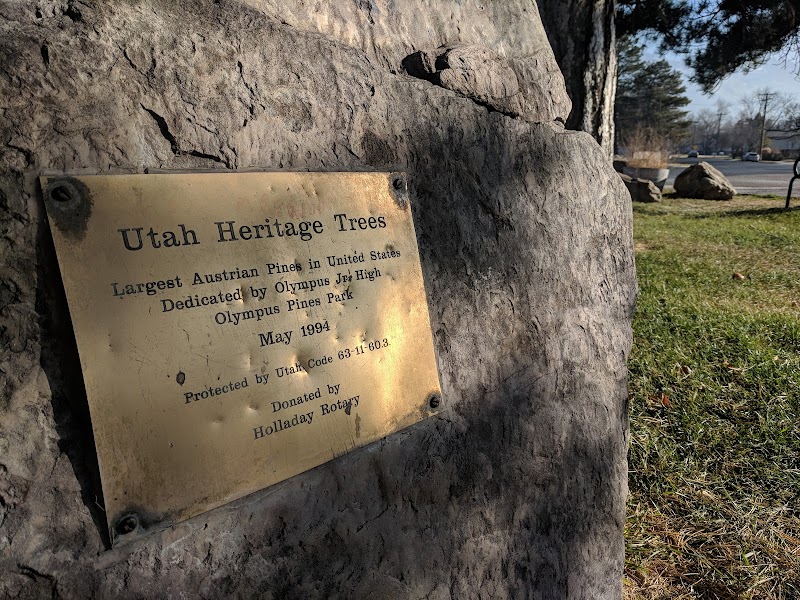 Utah Heritage Trees
Largest Austrian Pines in United States
Dedicated by Olympus Jr. High
Olympus Pines Park
May 1994
Protected by Utah Code 63-11-60.3
Donated by
Holladay Rotary